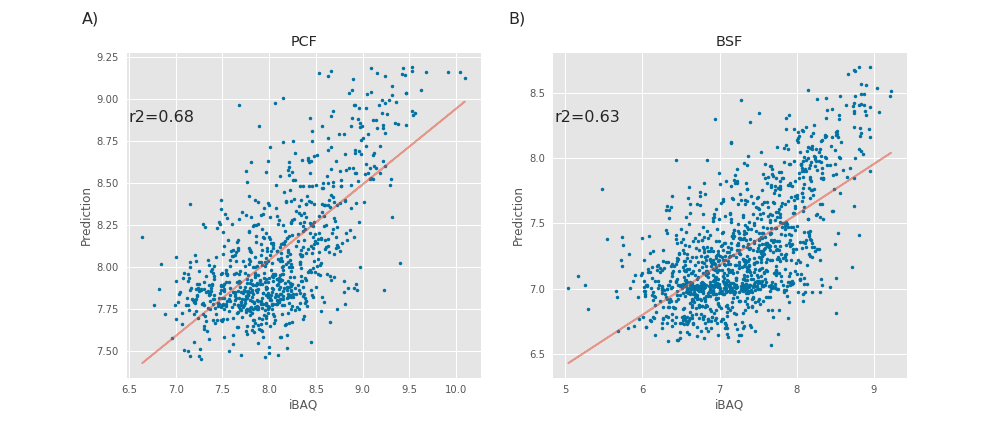 A)
PCF
r2=0.68
Prediction
9.25
9.00
8.75
8.50
8.25
8.00
7.75
7.50
6.5 7.0 7.5 8.0 8.5 9.0 9.5 10.0
iBAQ
B)
BSF
r2=0.63
Prediction
8.5
8.0
7.5
7.0
6.5
5 6 7 8 9
iBAQ